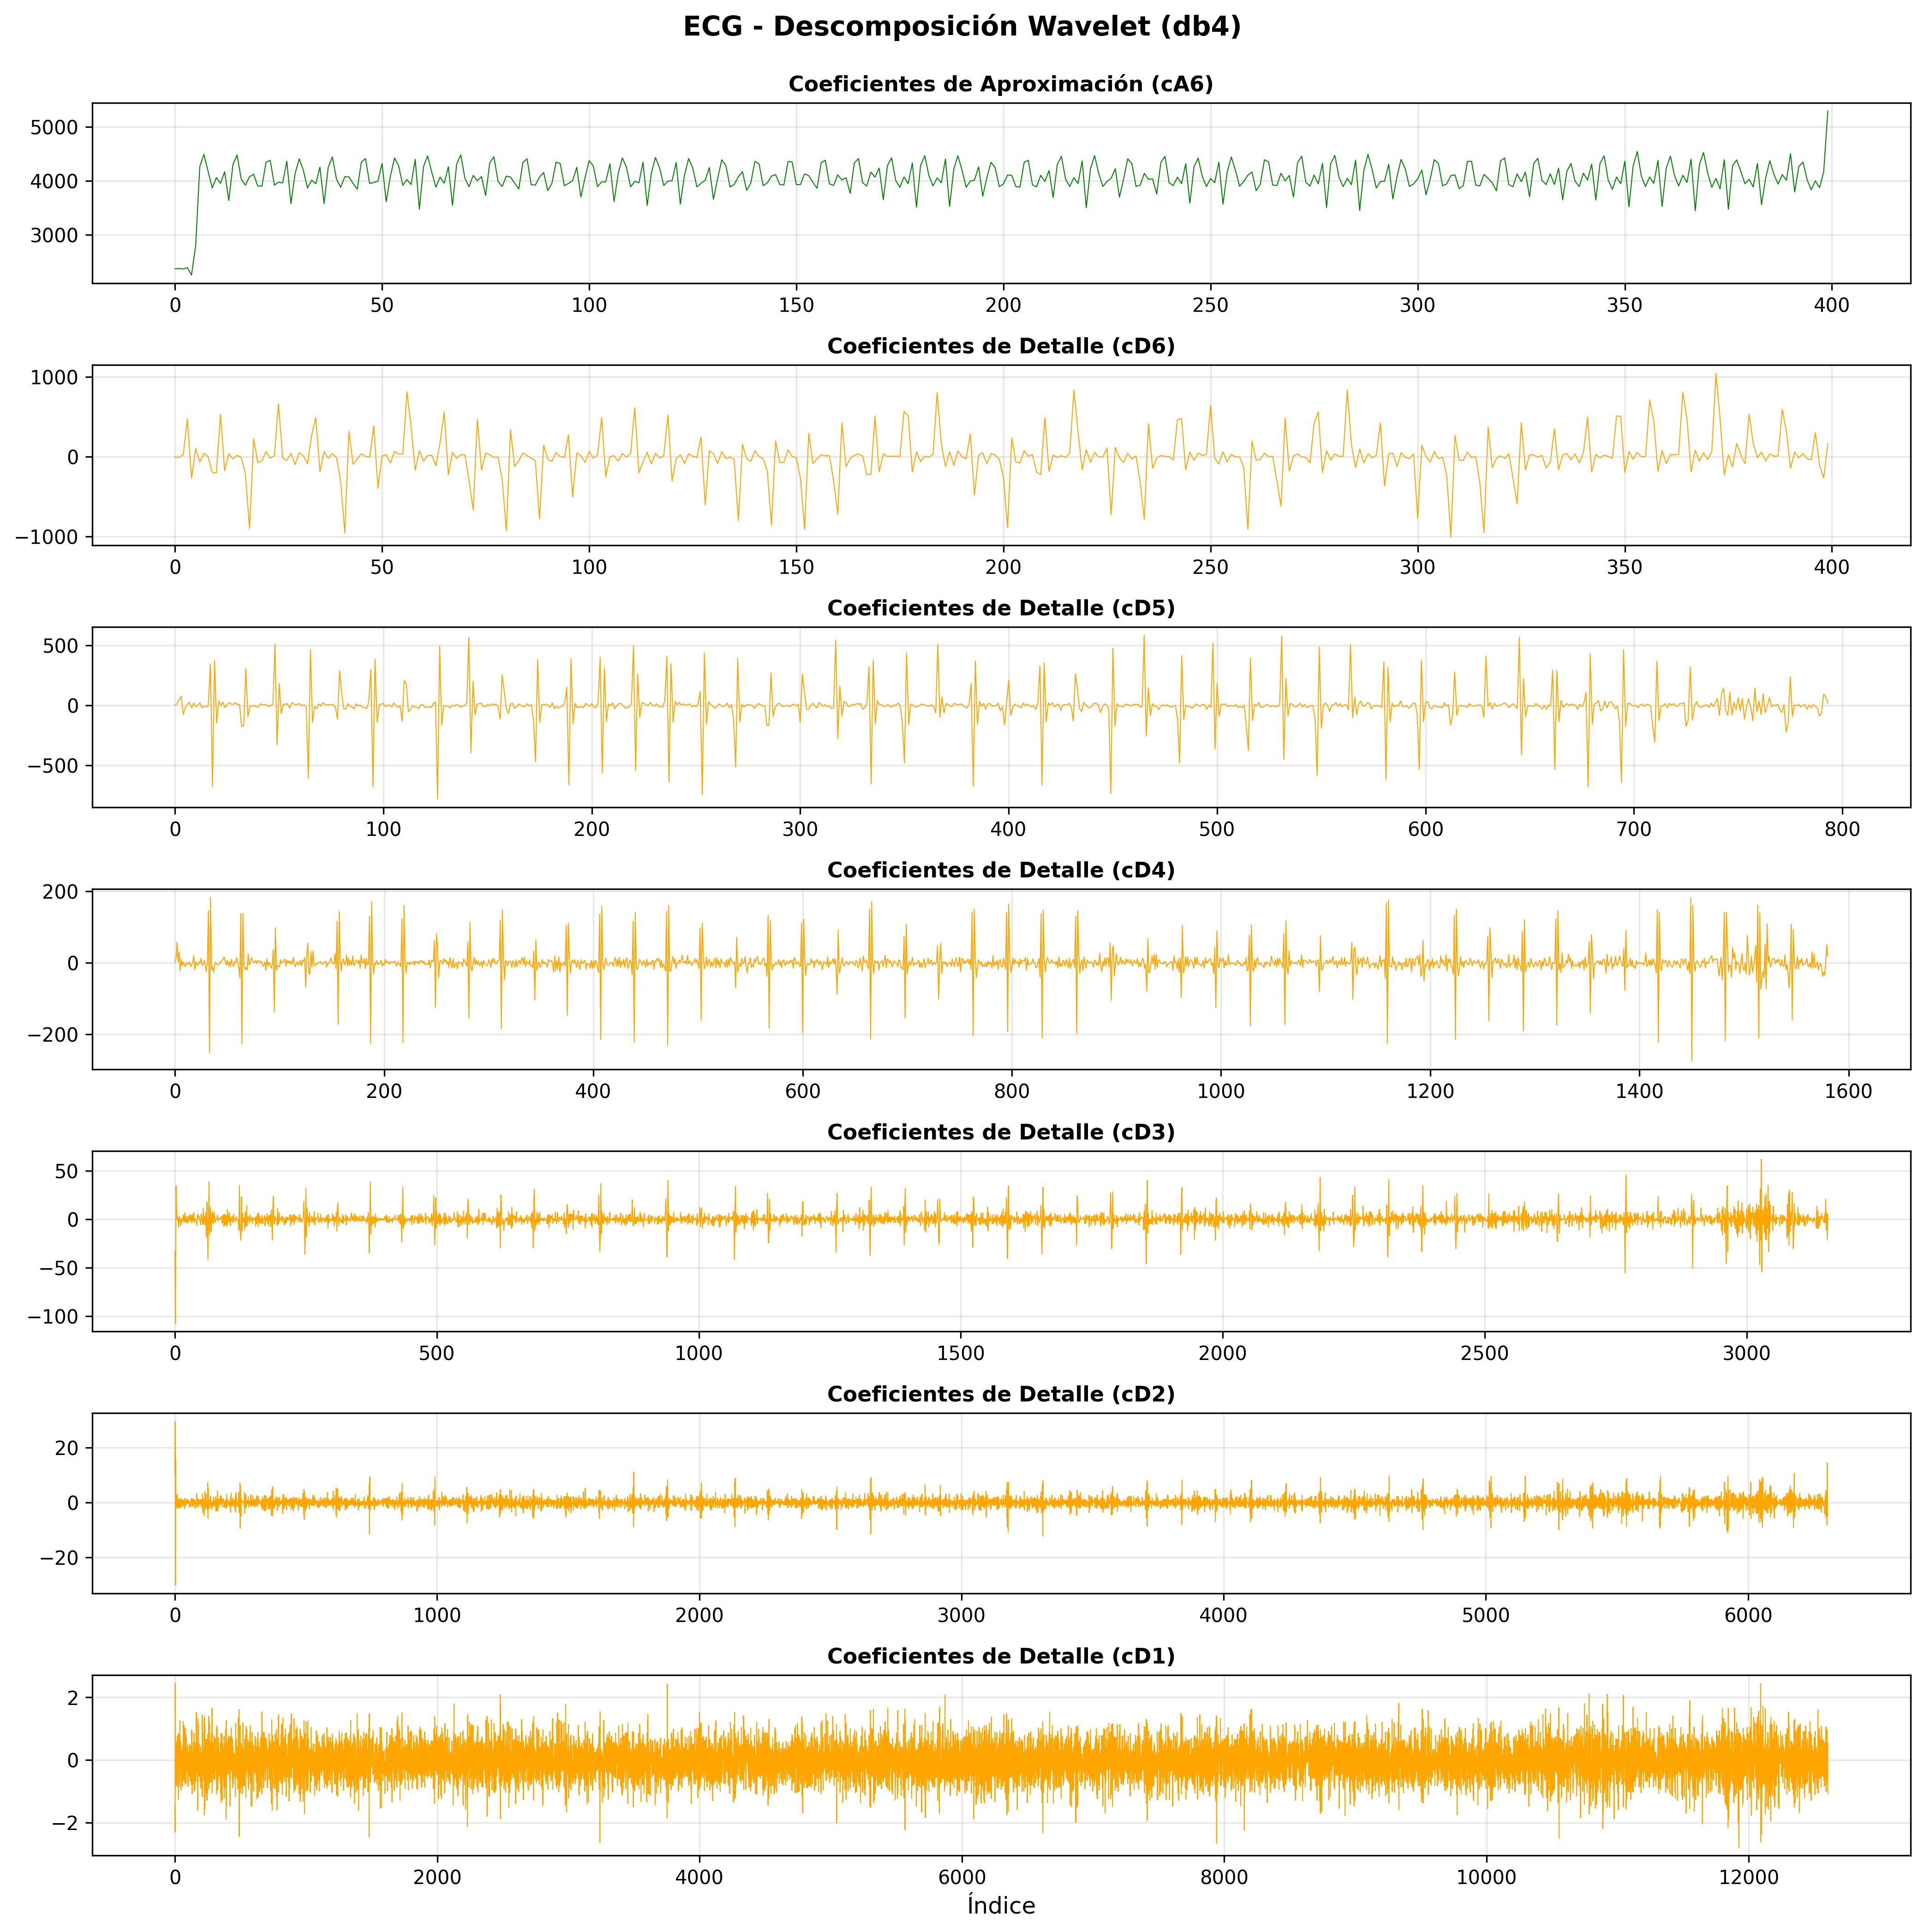 ECG - Descomposición Wavelet (db4)
Coeficientes de Aproximación (cA6)
5000
4000
3000
0 50 100 150 200 250 300 350 400
Coeficientes de Detalle (cD6)
1000
0
−1000
0 50 100 150 200 250 300 350 400
Coeficientes de Detalle (cD5)
500
0
−500
0 100 200 300 400 500 600 700 800
Coeficientes de Detalle (cD4)
200
0
−200
0 200 400 600 800 1000 1200 1400 1600
Coeficientes de Detalle (cD3)
50
0
−50
−100
0 500 1000 1500 2000 2500 3000
Coeficientes de Detalle (cD2)
20
0
−20
0 1000 2000 3000 4000 5000 6000
Coeficientes de Detalle (cD1)
2
0
−2
0 2000 4000 6000 8000 10000 12000
Índice